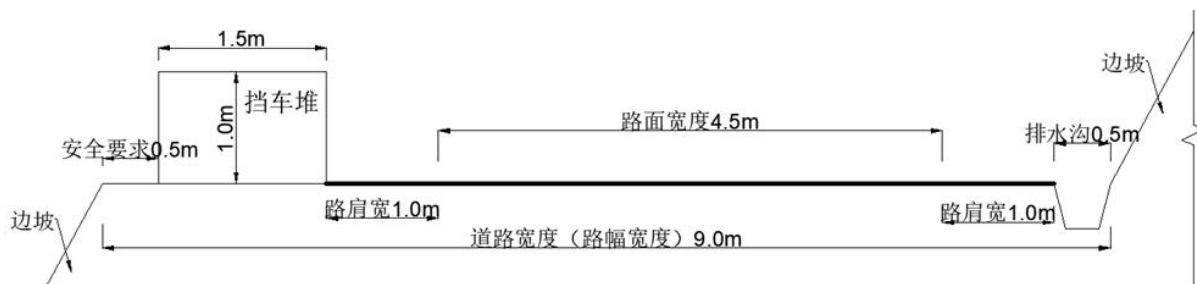 1.5m
边坡
挡车堆
1.0m
路面宽度4.5m
安全要求0.5m
排水沟0.5m
路肩宽1.0m
路肩宽1.0m
边坡
道路宽度（路幅宽度）9.0m